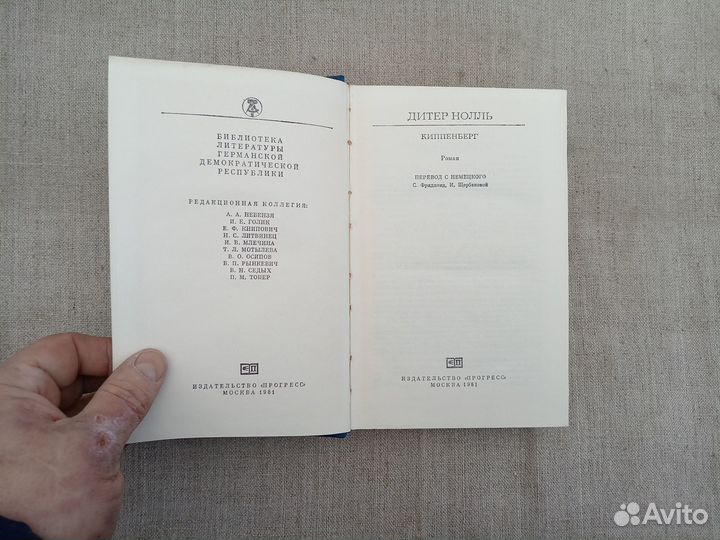 БИБЛИОТЕКА
ЛИТЕРАТУРЫ
ГЕРМАНСКОЙ
ДЕМОКРАТИЧЕСКОЙ
РЕСПУБЛИКИ
РЕДАКЦИОННАЯ КОЛЛЕГИЯ:
А. А. НЕБЕНЗЯ
И. Е. ГОЛИК
Е. Ф. КНИПОВИЧ
Н. С. ЛИТВИНЕЦ
И. В. МЛЕЧИНА
Т. Л. МОТЫЛЕВА
В. О. ОСИПОВ
В. П. РЫНКЕВИЧ
В. Н. СЕДЫХ
П. М. ТОПЕР
ИЗДАТЕЛЬСТВО «ПРОГРЕСС»
МОСКВА 1981
ДИТЕР НОЛЛЬ
КИППЕНБЕРГ
Роман
ПЕРЕВОД С НЕМЕЦКОГО
С. Фридлянд, И. Щербаковой
ИЗДАТЕЛЬСТВО «ПРОГРЕСС»
МОСКВА 1981
Avito